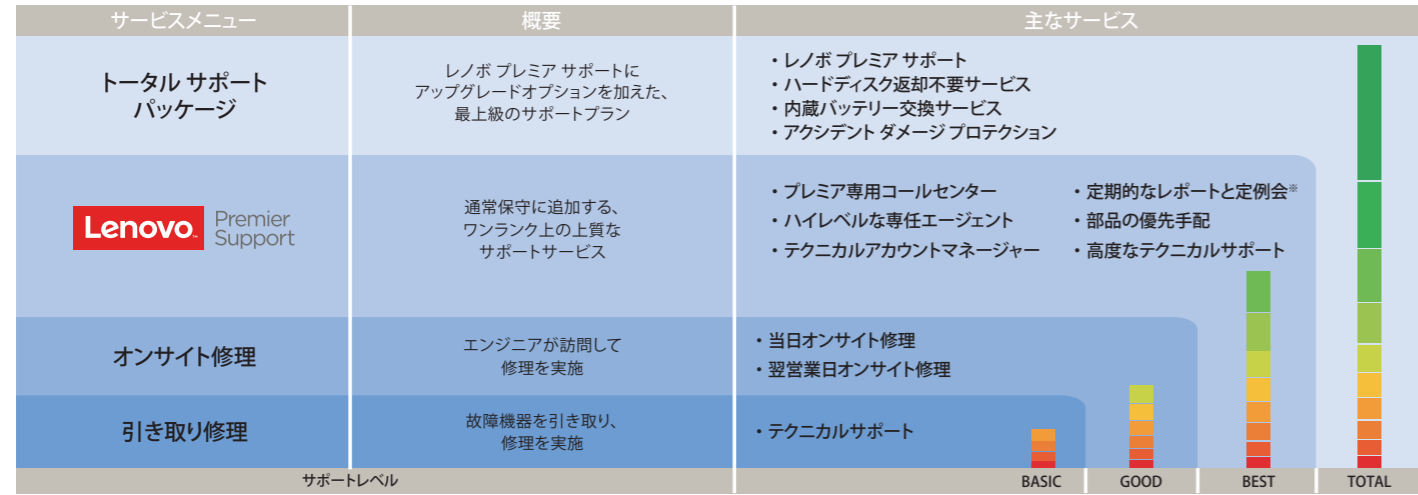 サービスメニュー
概要
主なサービス
トータル サポート
パッケージ
レノボ プレミア サポートに
アップグレードオプションを加えた、
最上級のサポートプラン
・レノボ プレミア サポート
・ハードディスク返却不要サービス
・内蔵バッテリー交換サービス
・アクシデント ダメージ プロテクション
Lenovo™
Premier
Support
通常保守に追加する、
ワンランク上の上質な
サポートサービス
・プレミア専用コールセンター
・ハイレベルな専任エージェント
・テクニカルアカウントマネージャー
・定期的なレポートと定例会※
・部品の優先手配
・高度なテクニカルサポート
オンサイト修理
エンジニアが訪問して
修理を実施
・当日オンサイト修理
・翌営業日オンサイト修理
引き取り修理
故障機器を引き取り、
修理を実施
・テクニカルサポート
サポートレベル
BASIC
GOOD
BEST
TOTAL